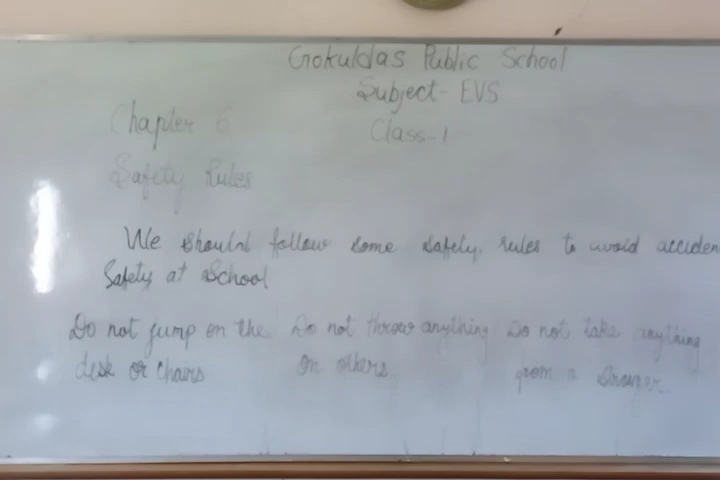 Gokuldas Public School
Subject- EVS
Chapter 6
Class-1
Safety Rules
We should follow some safety rules to avoid acciden
Safety at School
Do not jump on the
desk or chairs
Do not throw anything
on others.
Do not take anything
from a